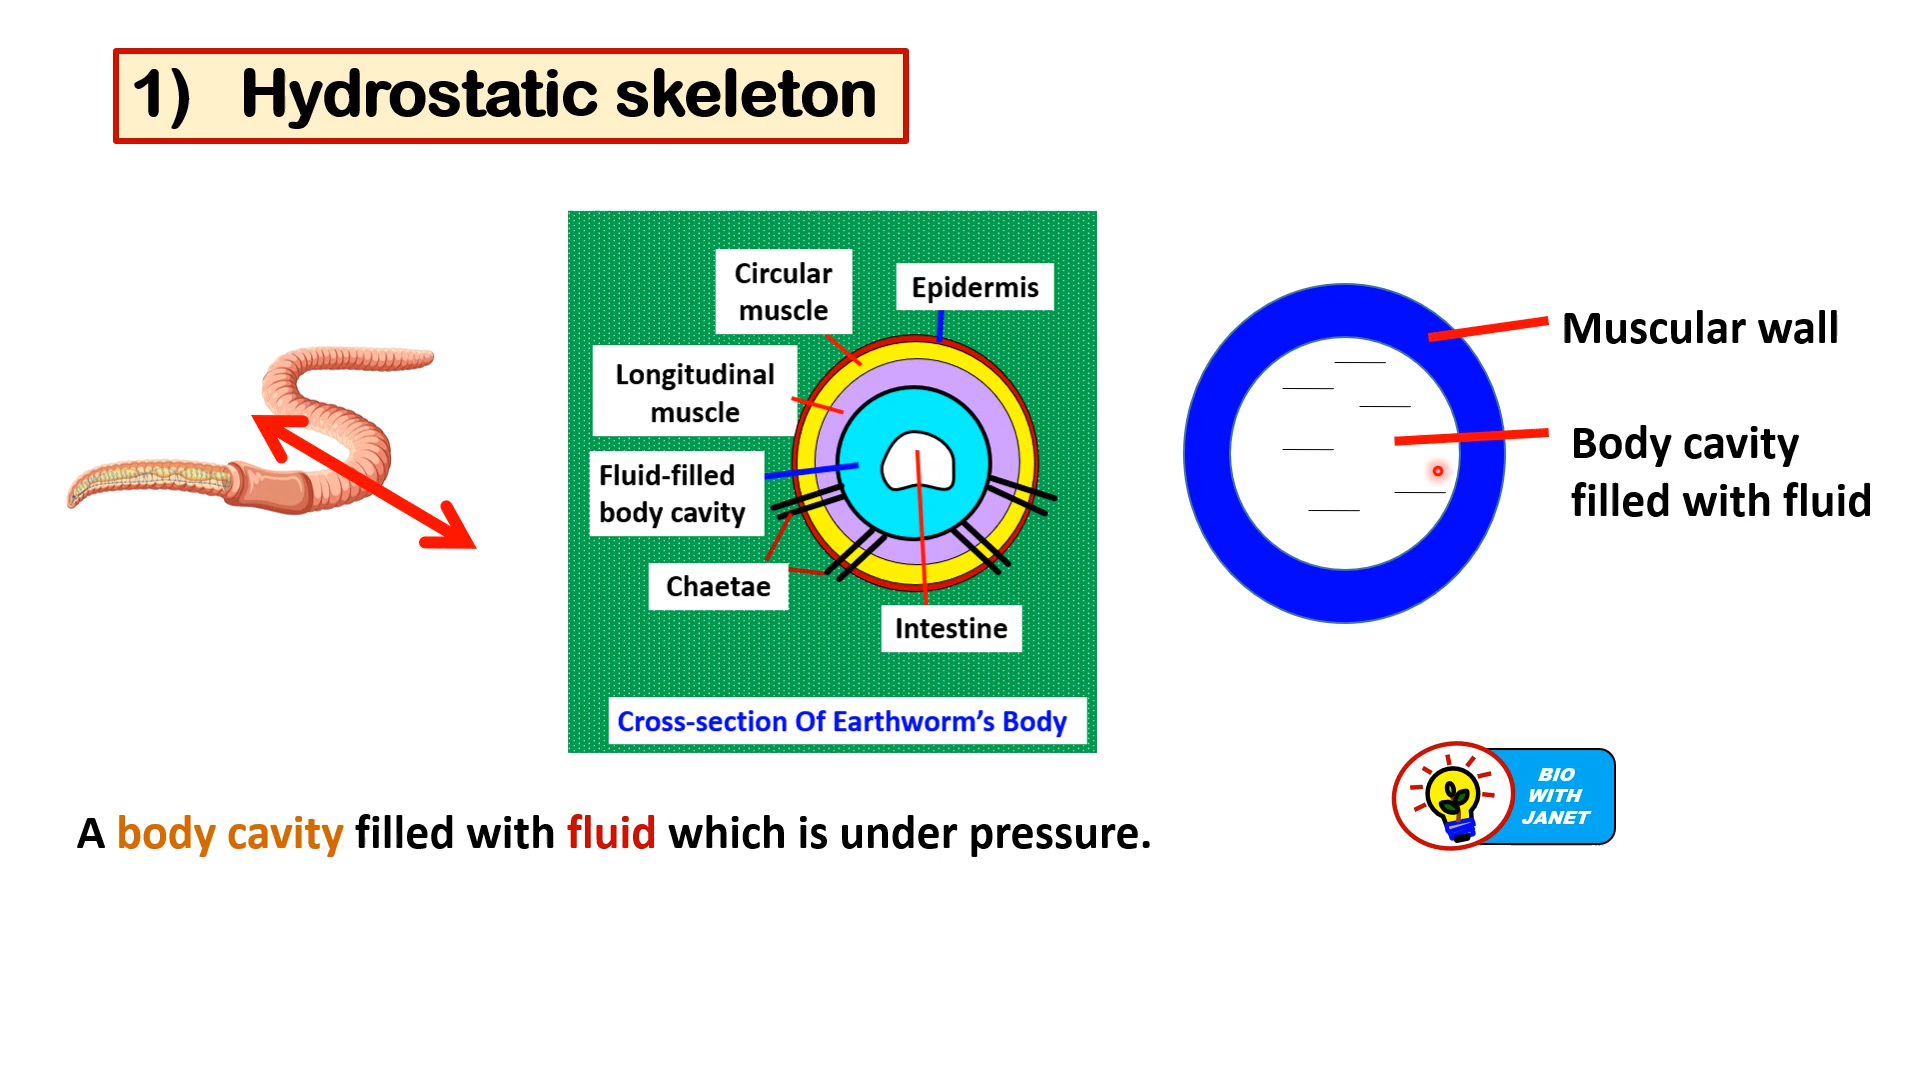 1) Hydrostatic skeleton
Circular
muscle
Epidermis
Longitudinal
muscle
Fluid-filled
body cavity
Chaetae
Intestine
Cross-section Of Earthworm’s Body
Muscular wall
Body cavity
filled with fluid
BIO
WITH
JANET
A body cavity filled with fluid which is under pressure.